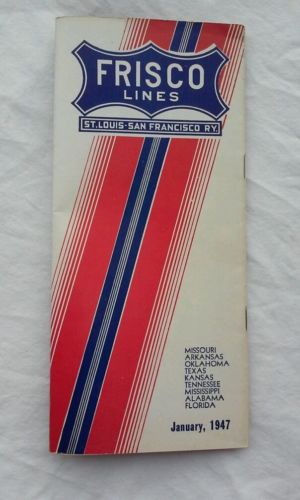 FRISCO
LINES
ST. LOUIS-SAN FRANCISCO RY.
MISSOURI
ARKANSAS
OKLAHOMA
TEXAS
KANSAS
TENNESSEE
MISSISSIPPI
ALABAMA
FLORIDA
January, 1947